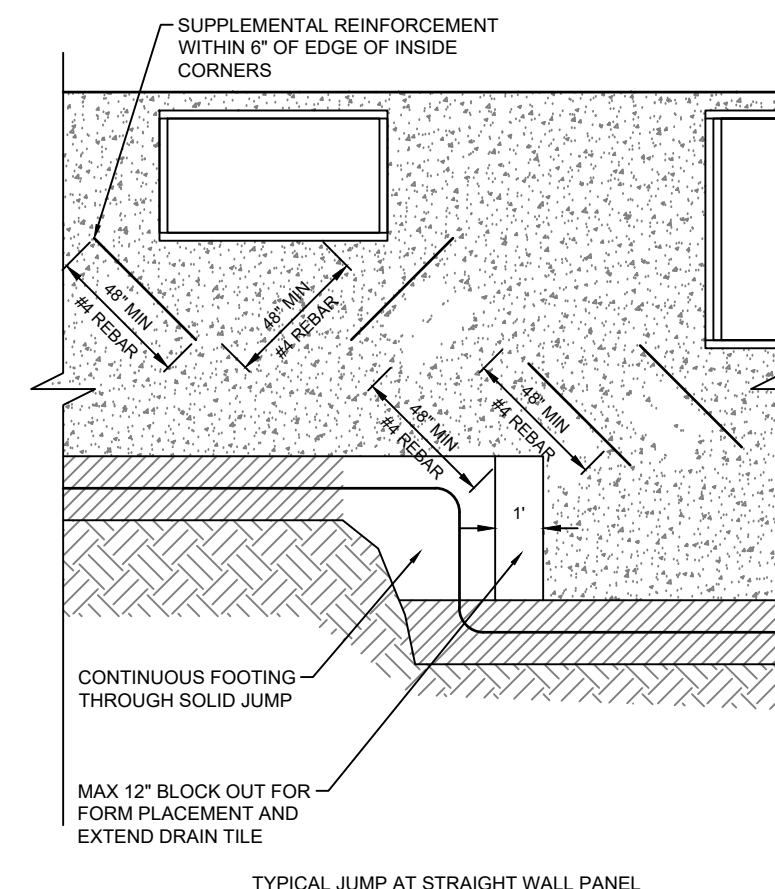 SUPPLEMENTAL REINFORCEMENT
WITHIN 6" OF EDGE OF INSIDE
CORNERS
48" MIN
#4 REBAR
48" MIN
#4 REBAR
48" MIN
#4 REBAR
48" MIN
#4 REBAR
1'
CONTINUOUS FOOTING
THROUGH SOLID JUMP
MAX 12" BLOCK OUT FOR
FORM PLACEMENT AND
EXTEND DRAIN TILE
TYPICAL JUMP AT STRAIGHT WALL PANEL